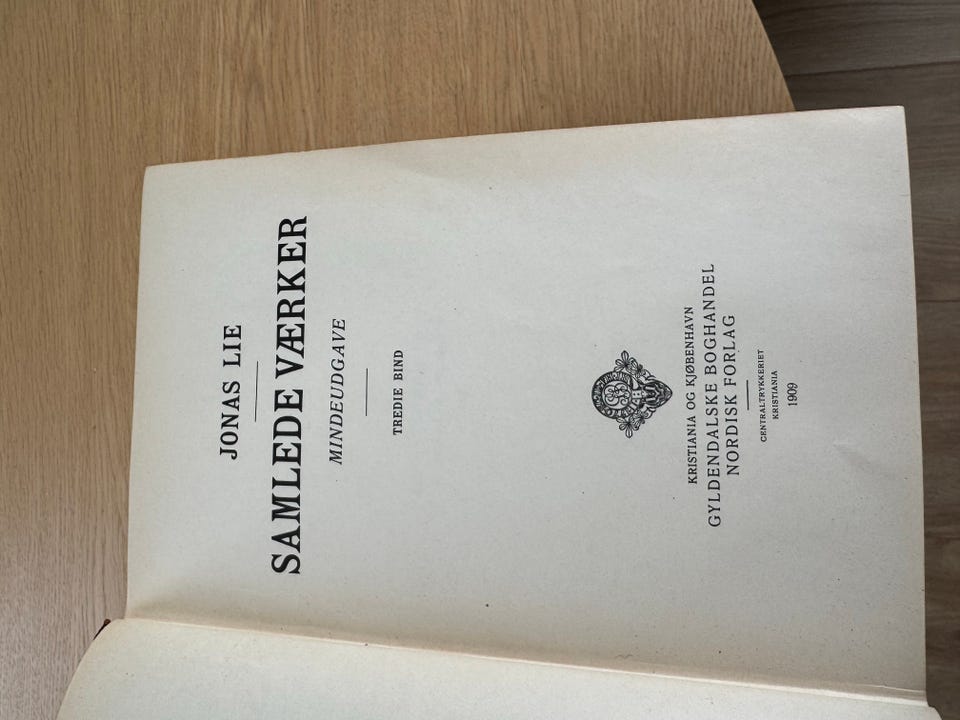 JONAS LIE
SAMLEDE VÆRKER
MINDEUDGAVE
TREDIE BIND
KRISTIANIA OG KJØBENHAVN
GYLDENDALSKE BOGHANDEL
NORDISK FORLAG
CENTRALTRYKKERIET
KRISTIANIA
1909